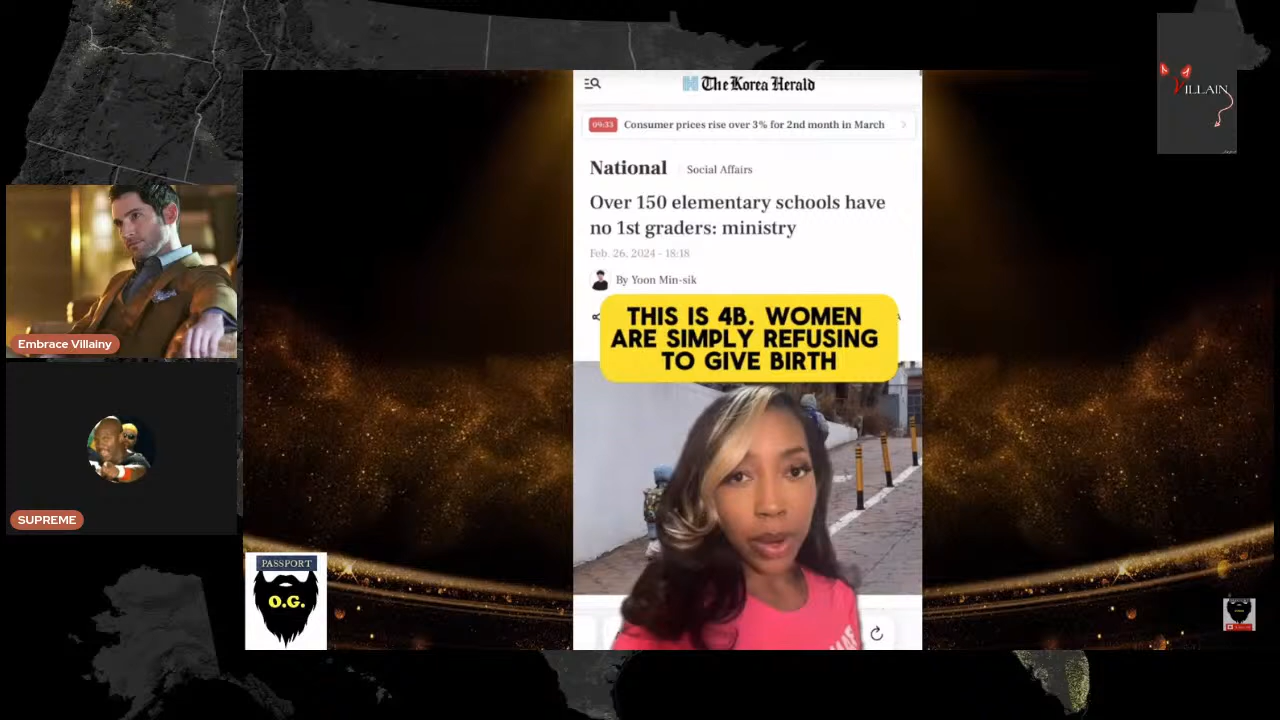 The Korea Herald
09:33 Consumer prices rise over 3% for 2nd month in March
National Social Affairs
Over 150 elementary schools have
no 1st graders: ministry
Feb. 26, 2024 - 18:18
By Yoon Min-sik
THIS IS 4B. WOMEN
ARE SIMPLY REFUSING
TO GIVE BIRTH
VILLAIN
Embrace Villainy
SUPREME
PASSPORT
O.G.